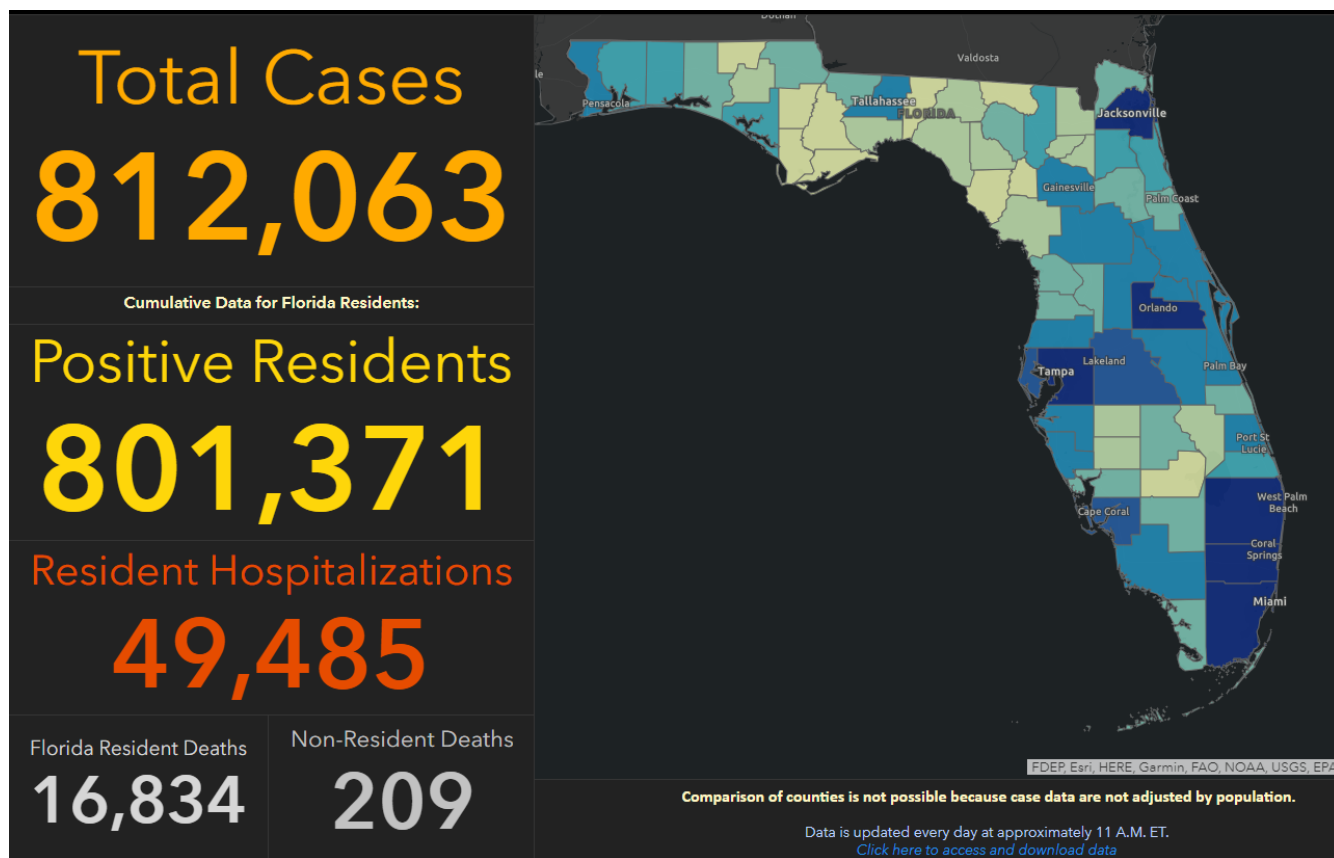 Total Cases
812,063
Cumulative Data for Florida Residents:
Positive Residents
801,371
Resident Hospitalizations
49,485
Florida Resident Deaths
16,834
Non-Resident Deaths
209
Valdosta
le
Pensacola
Tallahassee
FLORIDA
Jacksonville
Gainesville
Palm Coast
Orlando
Lakeland
Tampa
Palm Bay
Port St
Lucie
West Palm
Beach
Cape Coral
Coral
Springs
Miami
FDEP, Esri, HERE, Garmin, FAO, NOAA, USGS, EPA
Comparison of counties is not possible because case data are not adjusted by population.
Data is updated every day at approximately 11 A.M. ET.
Click here to access and download data